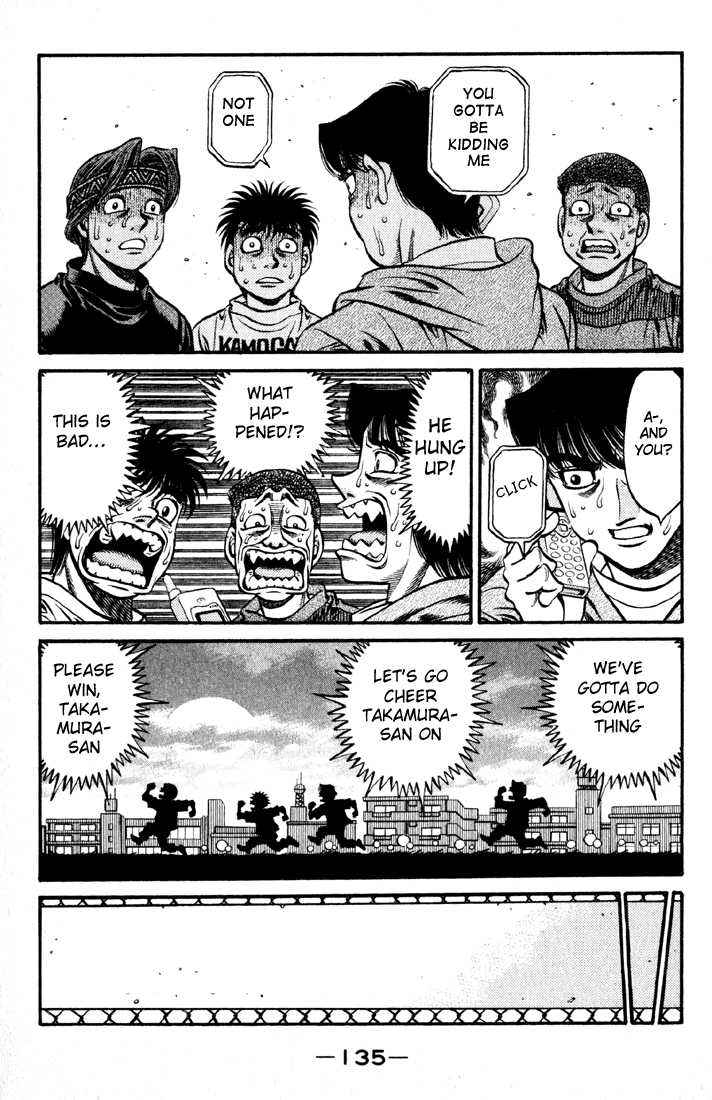 YOU
GOTTA
BE
KIDDING
ME
NOT
ONE
KAMOG
A-,
AND
YOU?
CLICK
HE
HUNG
UP!
WHAT
HAP-
PENED!?
THIS IS
BAD...
WE'VE
GOTTA DO
SOME-
THING
LET'S GO
CHEER
TAKAMURA-
SAN ON
PLEASE
WIN,
TAKA-
MURA-
SAN
—135—